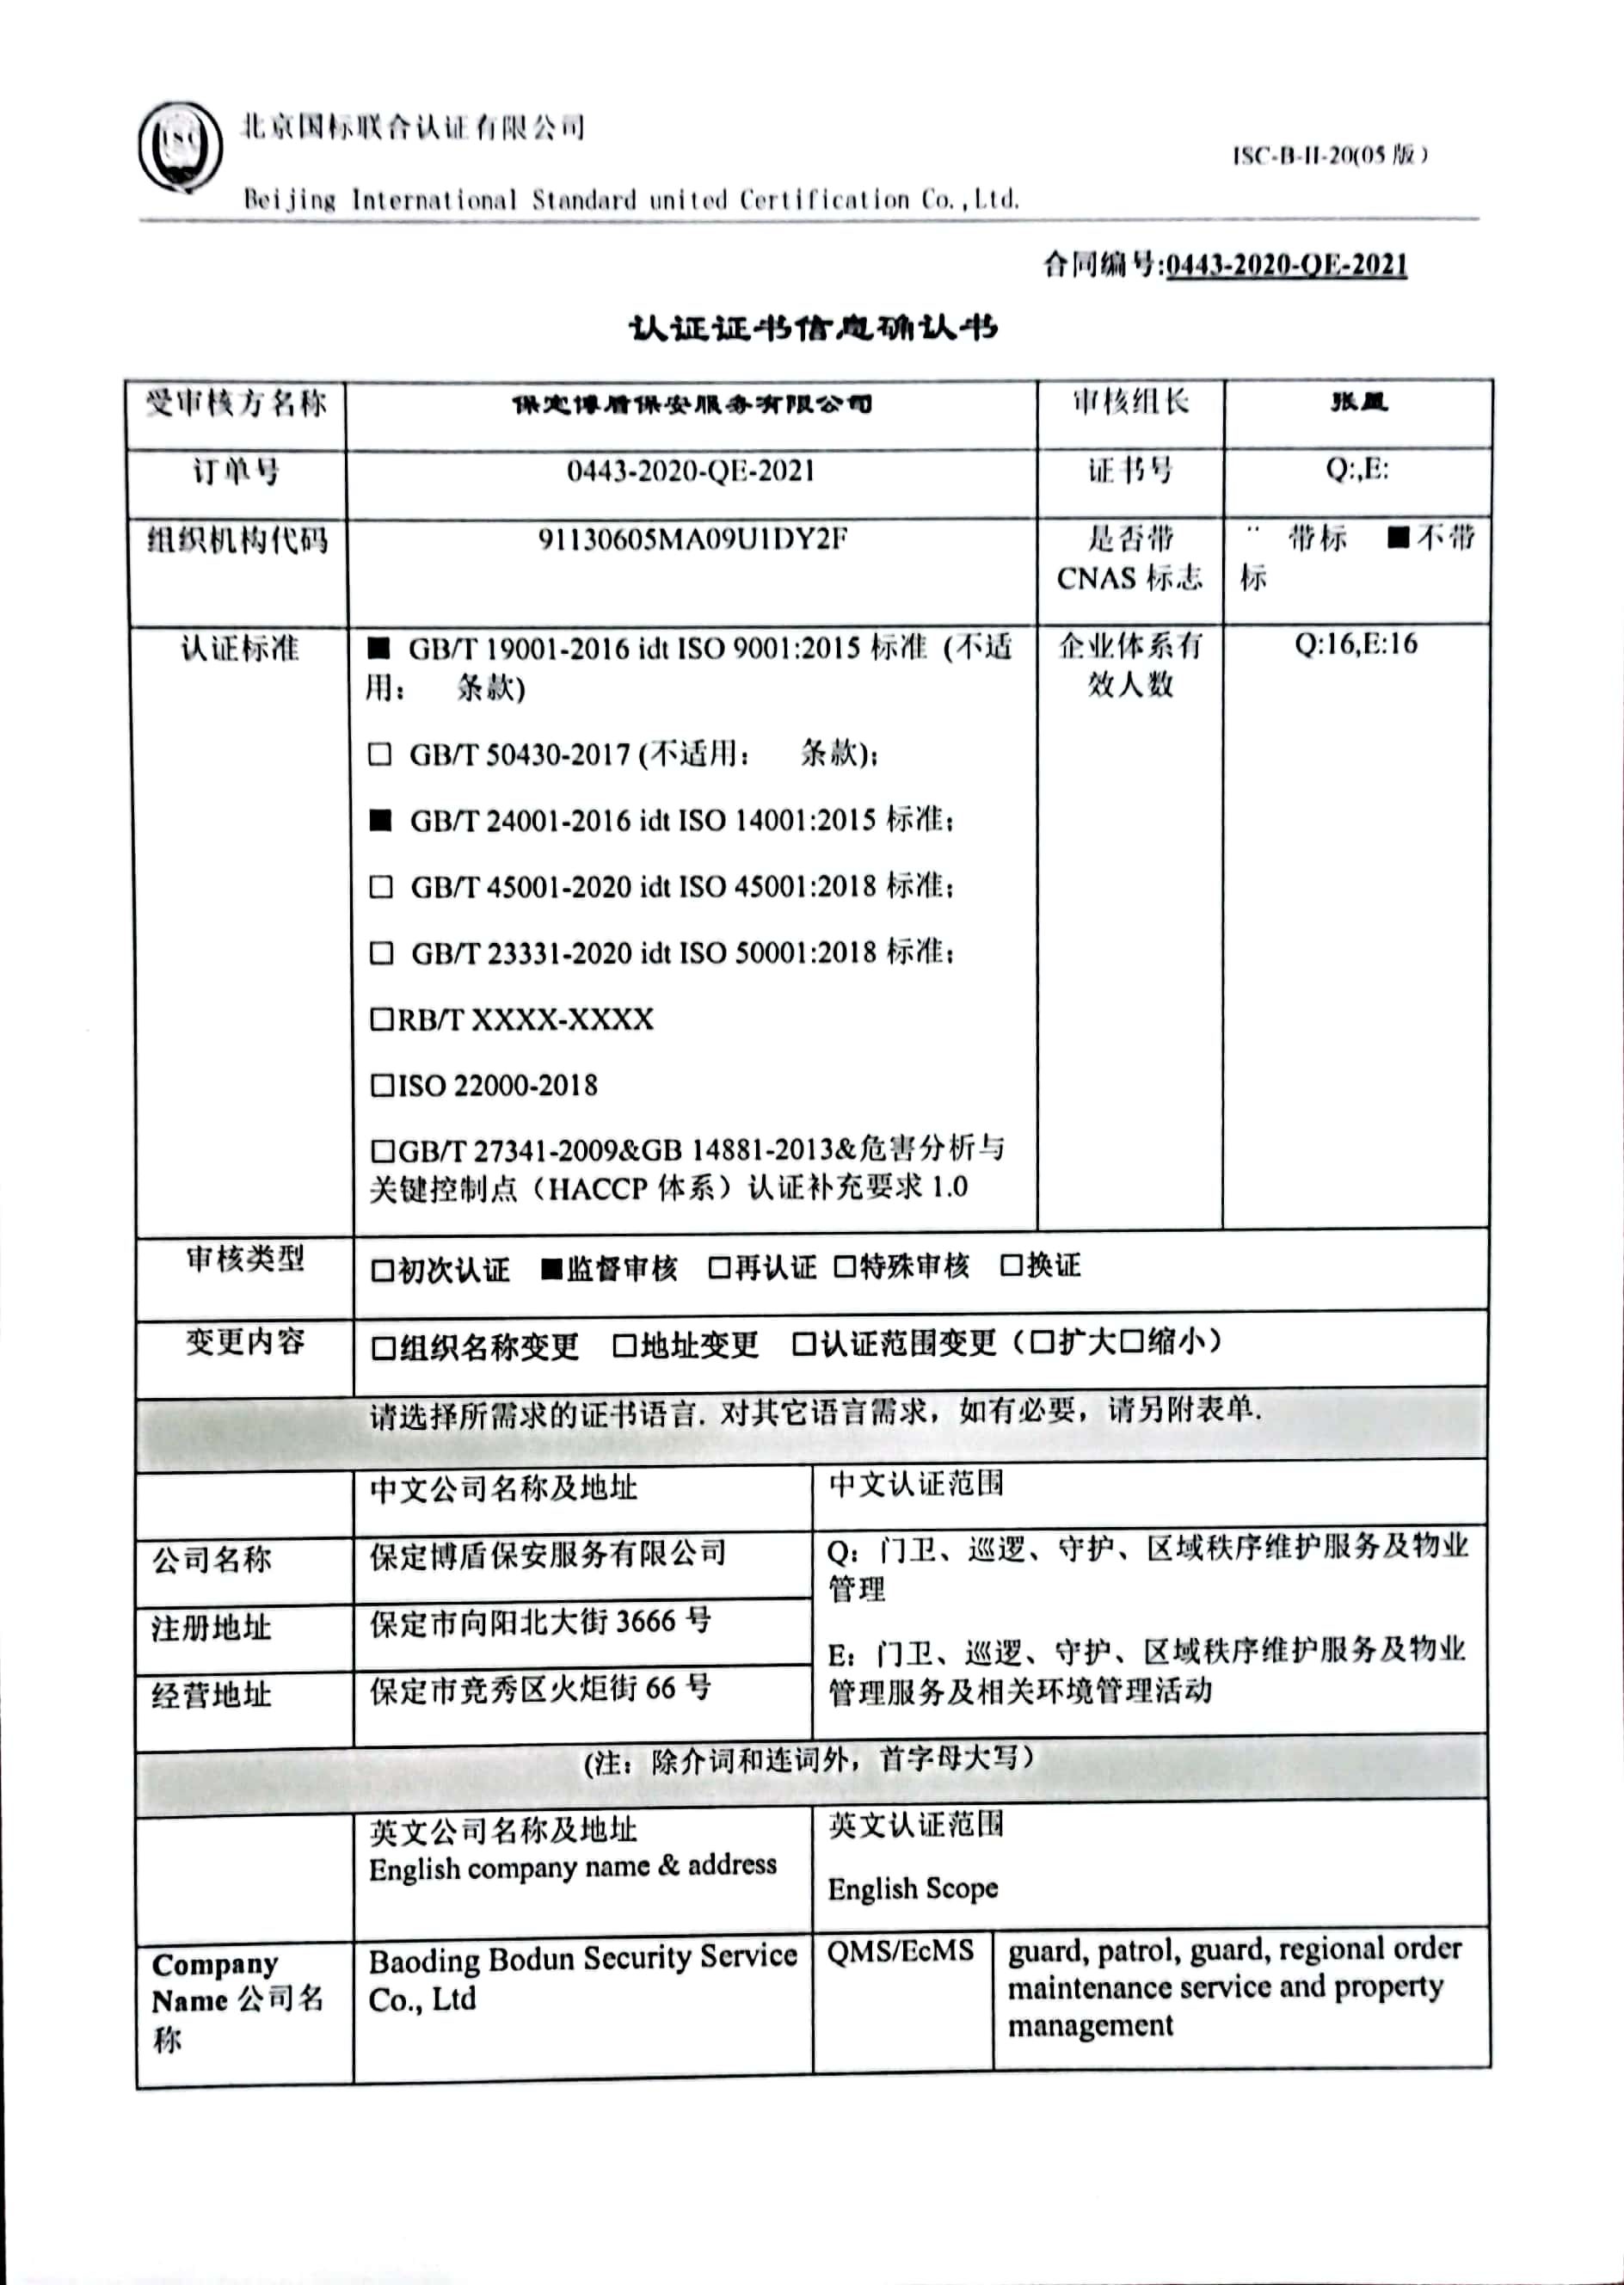 ISC
北京国标联合认证有限公司
ISC-B-II-20(05 版)
Beijing International Standard united Certification Co.,Ltd.
合同编号:0443-2020-QE-2021
认证证书信息确认书
受审核方名称 保定博盾保安服务有限公司 审核组长 张
订单号 0443-2020-QE-2021 证书号 Q:,E:
组织机构代码 91130605MA09U1DY2F 是否带 ¨ 带标 ■不带
CNAS 标志 标
认证标准 ■ GB/T 19001-2016 idt ISO 9001:2015 标准 (不适 企业体系有 Q:16,E:16
用: 条款) 效人数
□ GB/T 50430-2017 (不适用: 条款);
■ GB/T 24001-2016 idt ISO 14001:2015 标准;
□ GB/T 45001-2020 idt ISO 45001:2018 标准;
□ GB/T 23331-2020 idt ISO 50001:2018 标准;
□RB/T XXXX-XXXX
□ISO 22000-2018
□GB/T 27341-2009&GB 14881-2013&危害分析与
关键控制点（HACCP 体系）认证补充要求 1.0
审核类型 □初次认证 ■监督审核 □再认证 □特殊审核 □换证
变更内容 □组织名称变更 □地址变更 □认证范围变更（□扩大□缩小）
请选择所需求的证书语言. 对其它语言需求，如有必要，请另附表单.
中文公司名称及地址 中文认证范围
公司名称 保定博盾保安服务有限公司
注册地址 保定市向阳北大街 3666 号
经营地址 保定市竞秀区火炬街 66 号
Q：门卫、巡逻、守护、区域秩序维护服务及物业
管理
E：门卫、巡逻、守护、区域秩序维护服务及物业
管理服务及相关环境管理活动
(注：除介词和连词外，首字母大写）
英文公司名称及地址
English company name & address
英文认证范围
English Scope
Company
Name 公司名
称
Baoding Bodun Security Service
Co., Ltd
QMS/EcMS
guard, patrol, guard, regional order
maintenance service and property
management